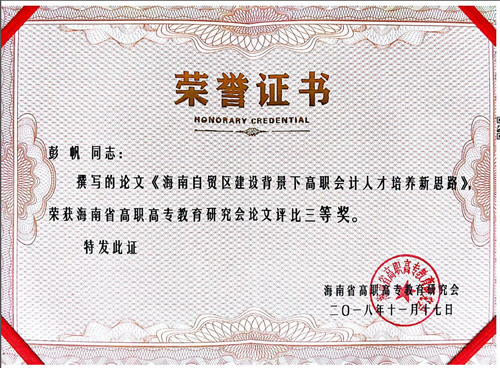 荣誉证书
HONORARY CREDENTIAL
彭帆 同志：
撰写的论文《海南自贸区建设背景下高职会计人才培养新思路》，
荣获海南省高职高专教育研究会论文评比三等奖。
特发此证
海南省高职高专教育研究会
二〇一八年十一月十七日